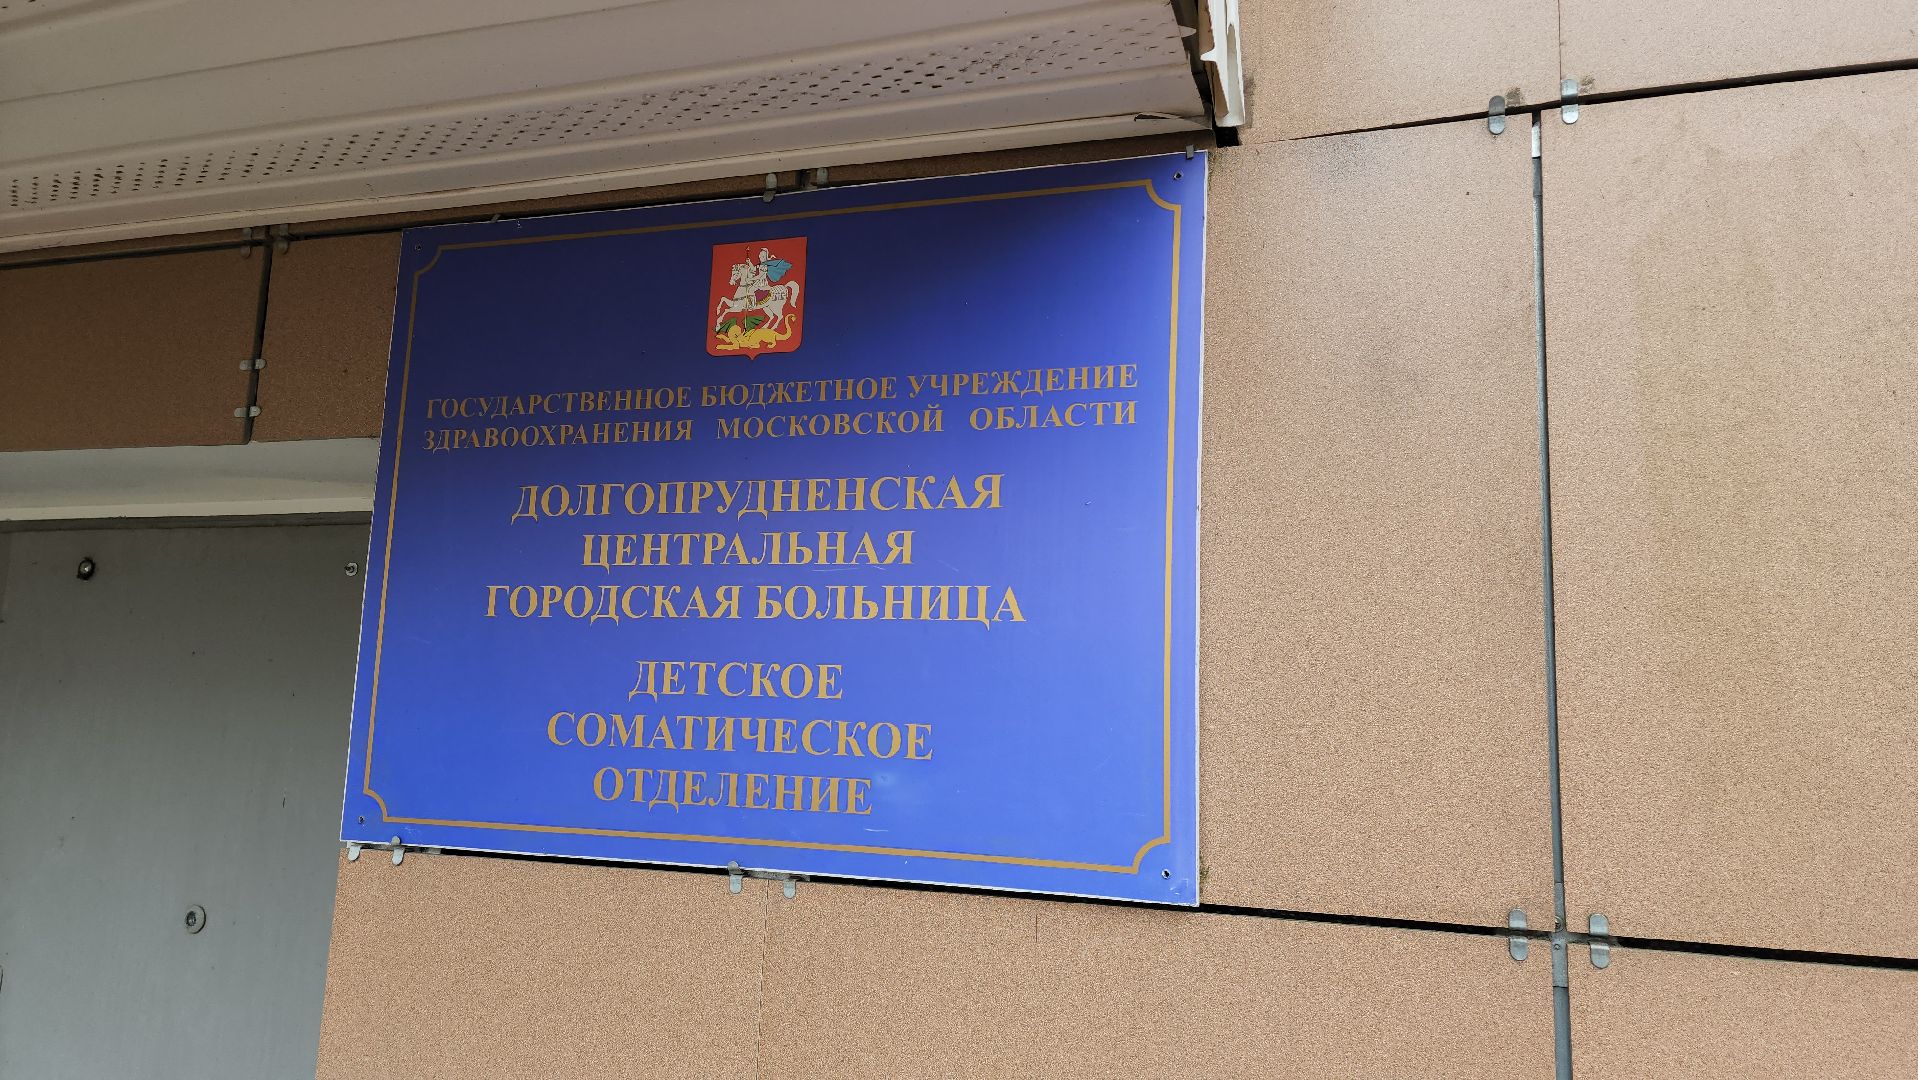 ГОСУДАРСТВЕННОЕ БЮДЖЕТНОЕ УЧРЕЖДЕНИЕ
ЗДРАВООХРАНЕНИЯ МОСКОВСКОЙ ОБЛАСТИ
ДОЛГОПРУДНЕНСКАЯ
ЦЕНТРАЛЬНАЯ
ГОРОДСКАЯ БОЛЬНИЦА
ДЕТСКОЕ
СОМАТИЧЕСКОЕ
ОТДЕЛЕНИЕ